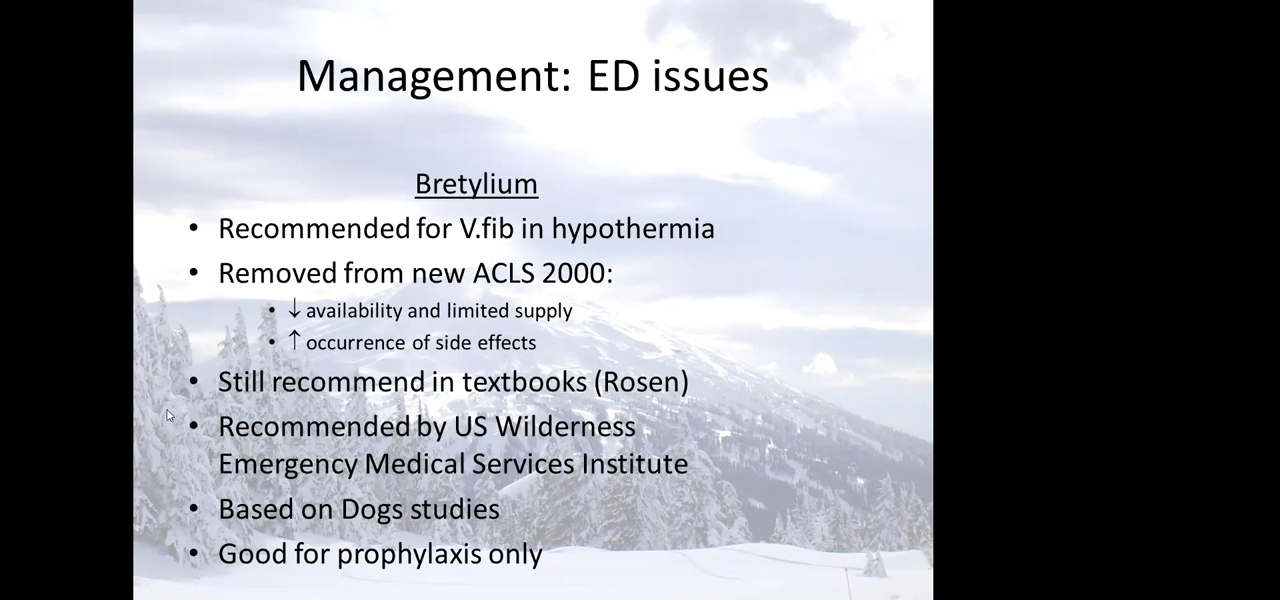 Management: ED issues
Bretylium
• Recommended for V.fib in hypothermia
• Removed from new ACLS 2000:
• ↓ availability and limited supply
• ↑ occurrence of side effects
• Still recommend in textbooks (Rosen)
• Recommended by US Wilderness
Emergency Medical Services Institute
• Based on Dogs studies
• Good for prophylaxis only